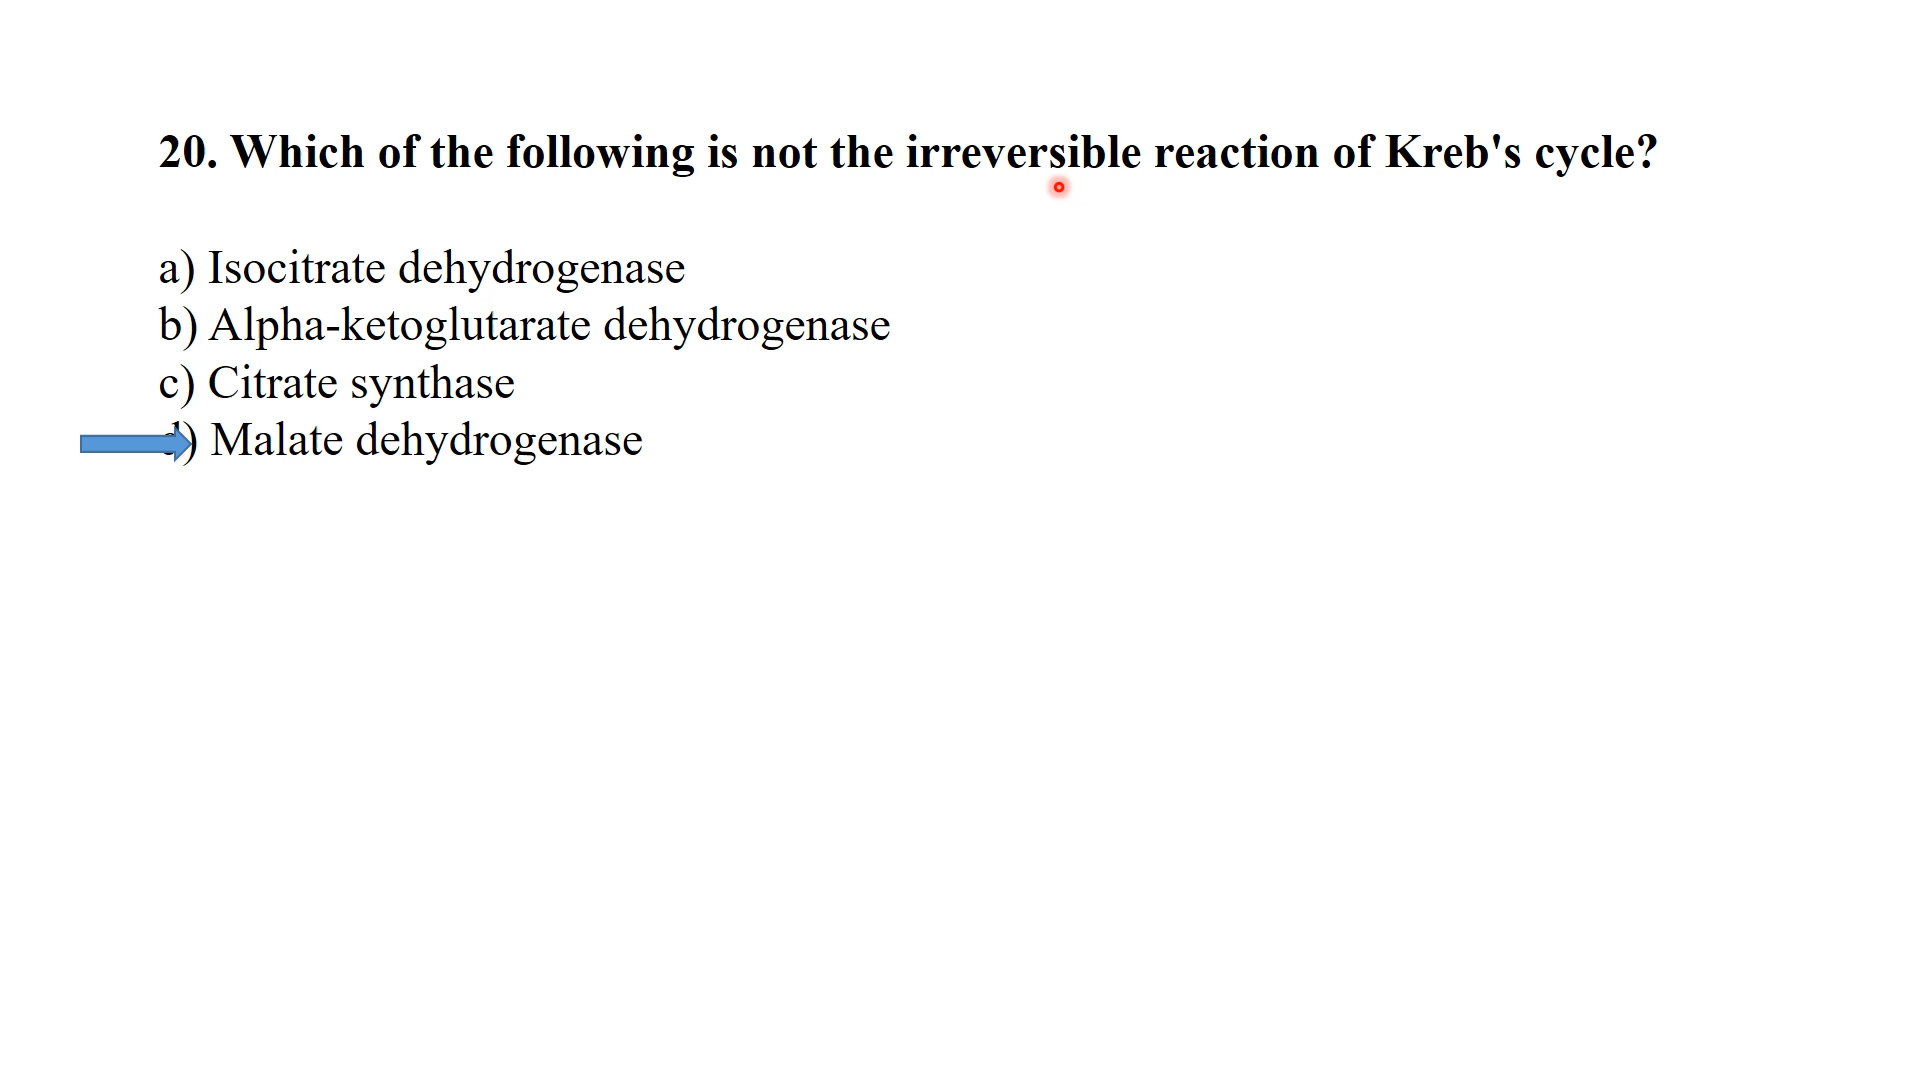 20. Which of the following is not the irreversible reaction of Kreb's cycle?
a) Isocitrate dehydrogenase
b) Alpha-ketoglutarate dehydrogenase
c) Citrate synthase
d) Malate dehydrogenase